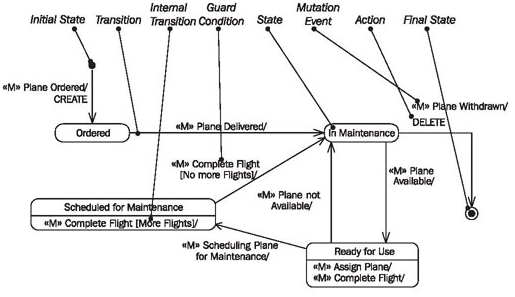 Initial State
Transition
Internal
Transition
Guard
Condition
State
Mutation
Event
Action
Final State
«M» Plane Ordered/
CREATE
«M» Plane Withdrawn/
DELETE
Ordered
«M» Plane Delivered/
In Maintenance
«M» Complete Flight
[No more Flights]/
«M» Plane
Available/
«M» Plane not
Available/
Scheduled for Maintenance
«M» Complete Flight [More Flights]/
«M» Scheduling Plane
for Maintenance/
Ready for Use
«M» Assign Plane/
«M» Complete Flight/